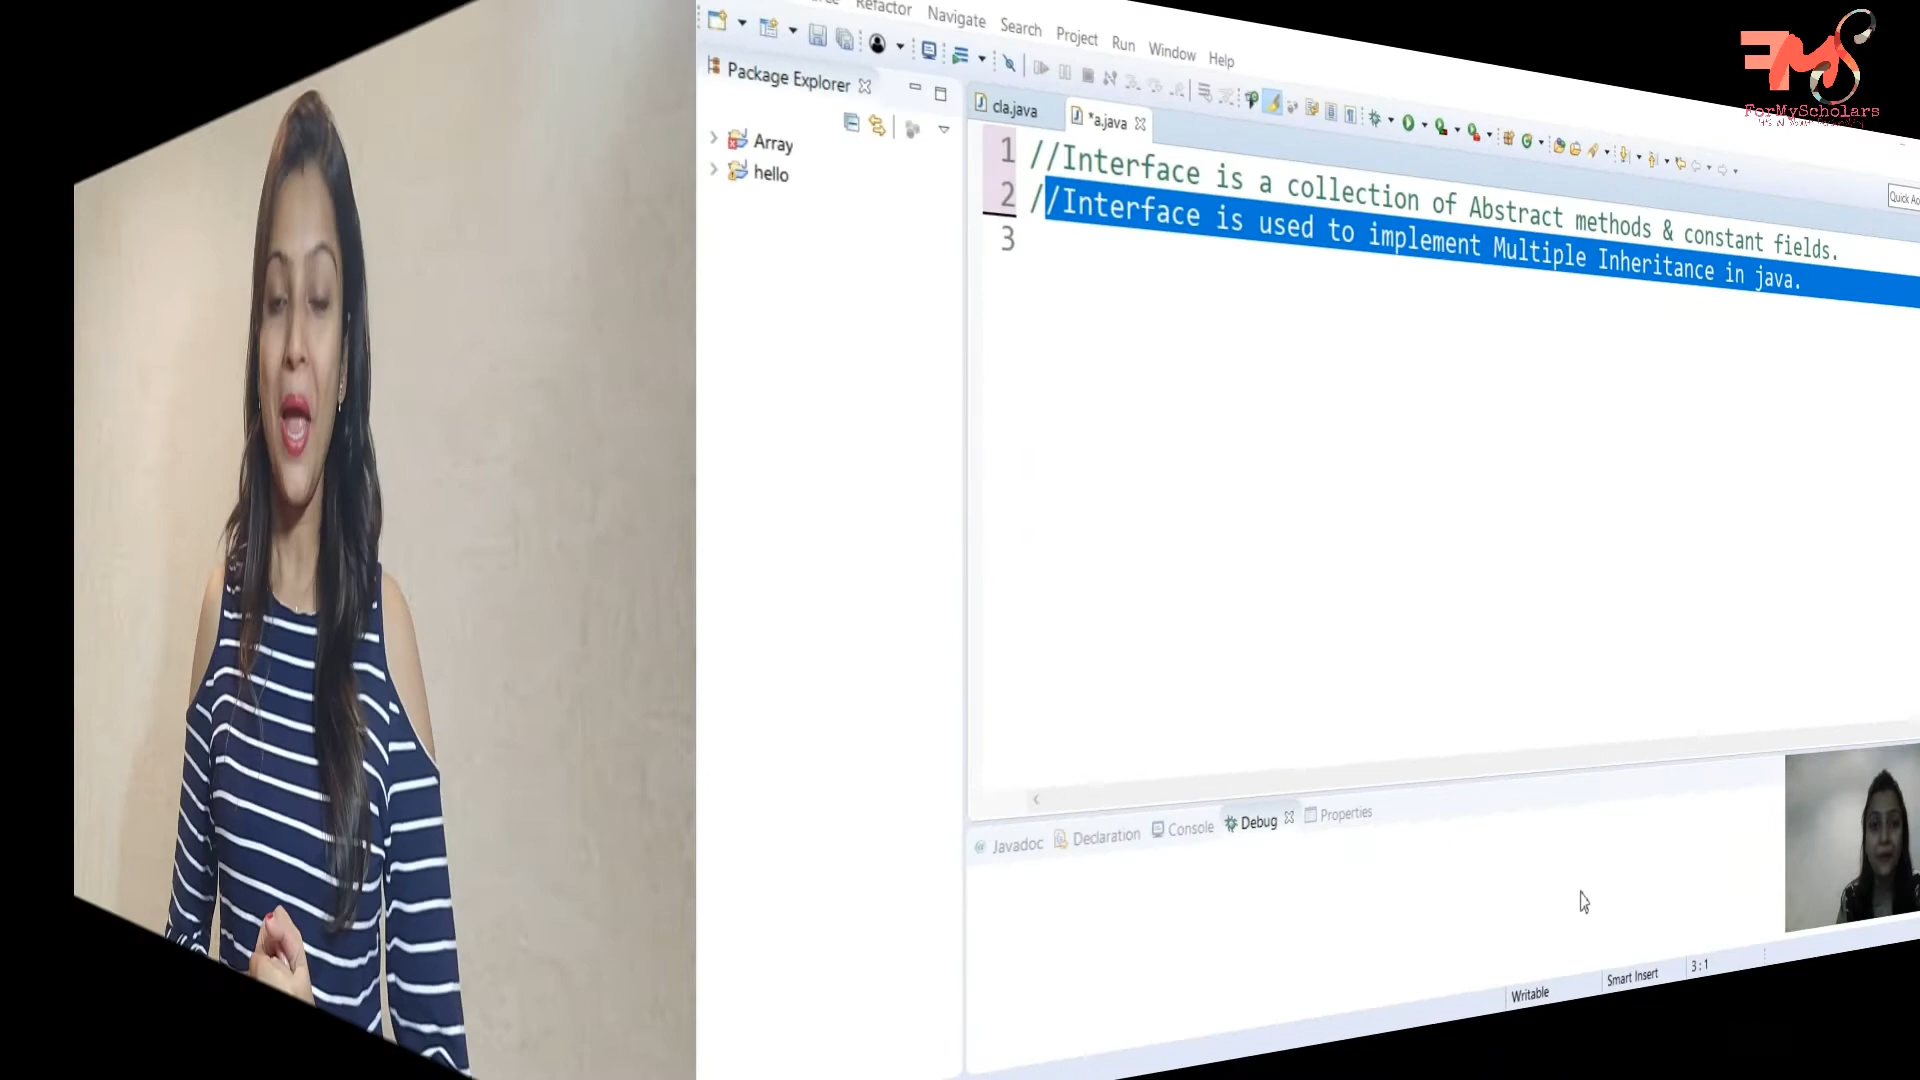 Refactor Navigate Search Project Run Window Help
FMS
ForMyScholars
Package Explorer
cla.java
*a.java
Array
hello
1 //Interface is a collection of Abstract methods & constant fields.
2 //Interface is used to implement Multiple Inheritance in java.
3
Javadoc Declaration Console Debug Properties
Writable Smart Insert 3 : 1